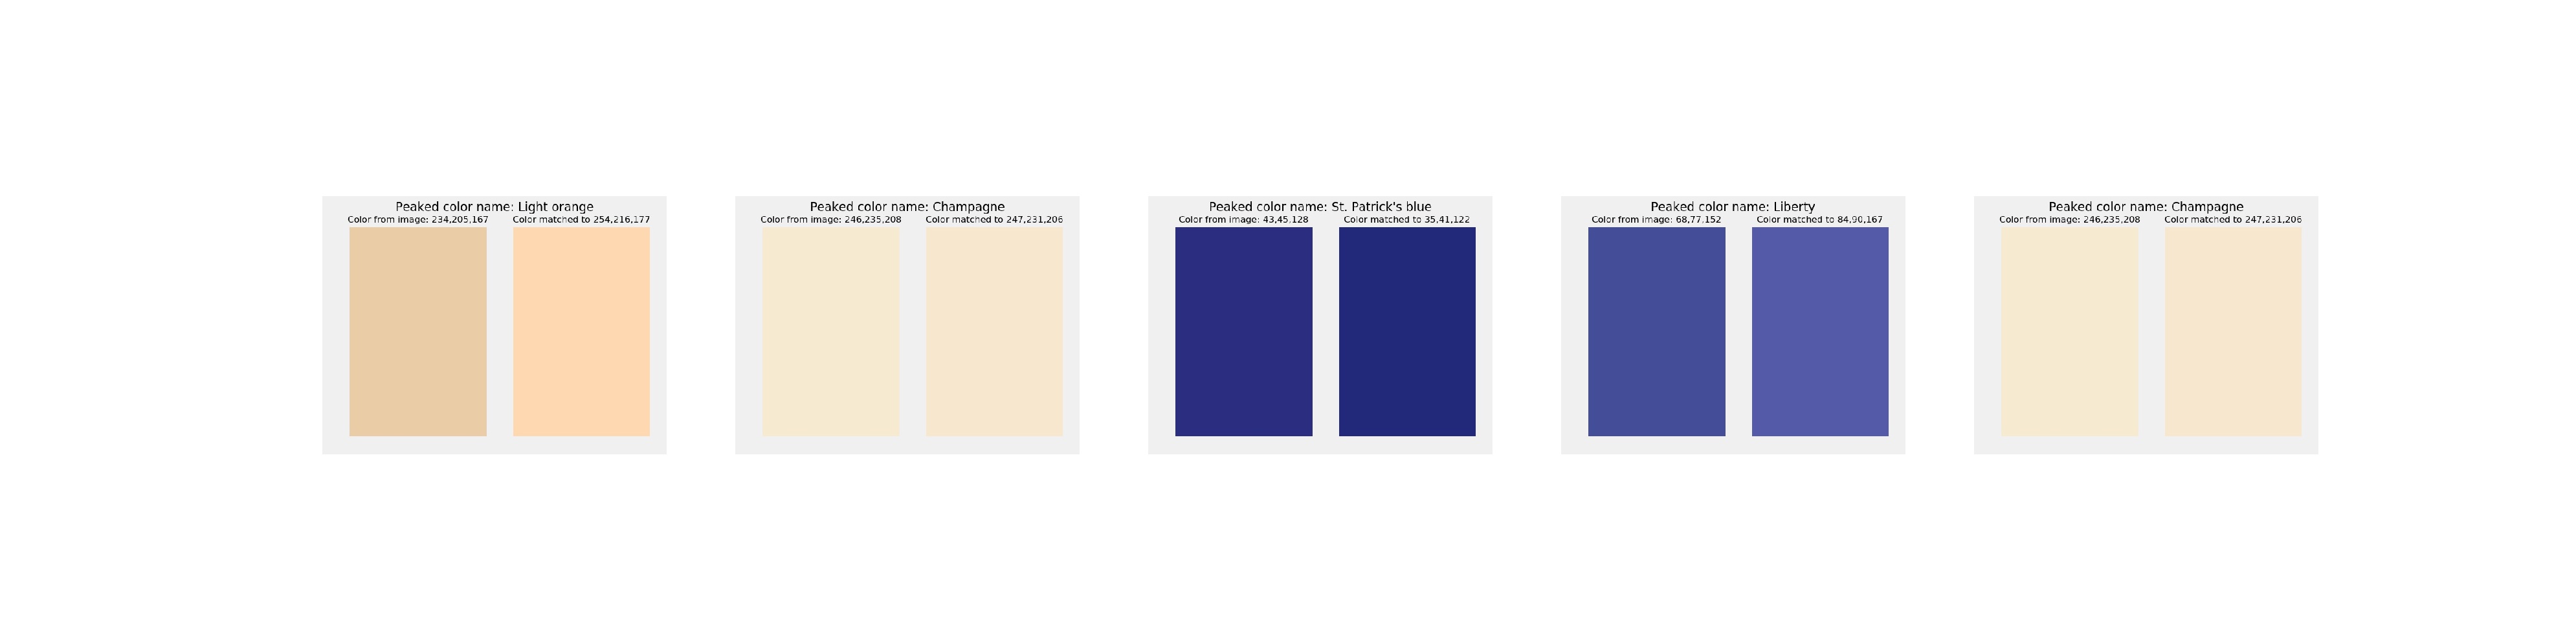 Peaked color name: Light orange
Color from image: 234,205,167
Color matched to 254,216,177
Peaked color name: Champagne
Color from image: 246,235,208
Color matched to 247,231,206
Peaked color name: St. Patrick's blue
Color from image: 43,45,128
Color matched to 35,41,122
Peaked color name: Liberty
Color from image: 68,77,152
Color matched to 84,90,167
Peaked color name: Champagne
Color from image: 246,235,208
Color matched to 247,231,206